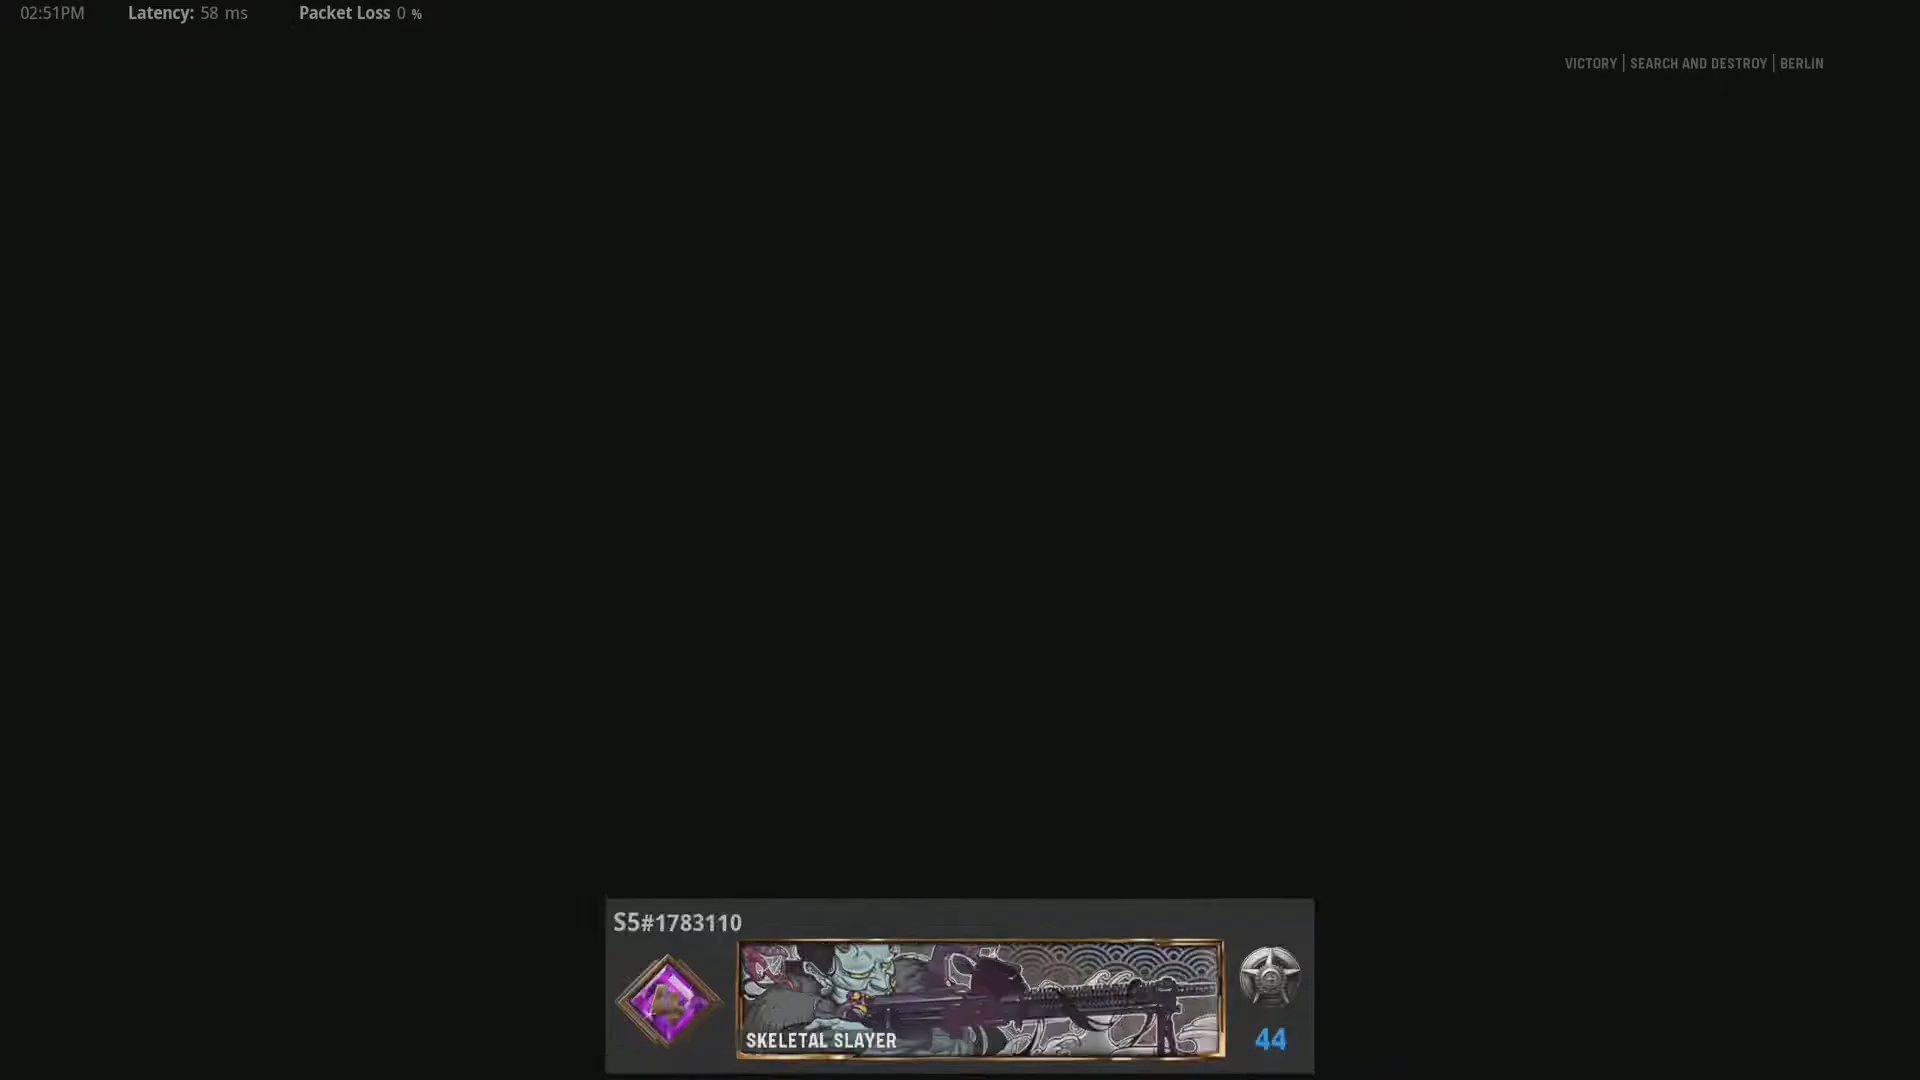 02:51PM Latency: 58 ms Packet Loss 0 %
VICTORY | SEARCH AND DESTROY | BERLIN
S5#1783110
SKELETAL SLAYER
44